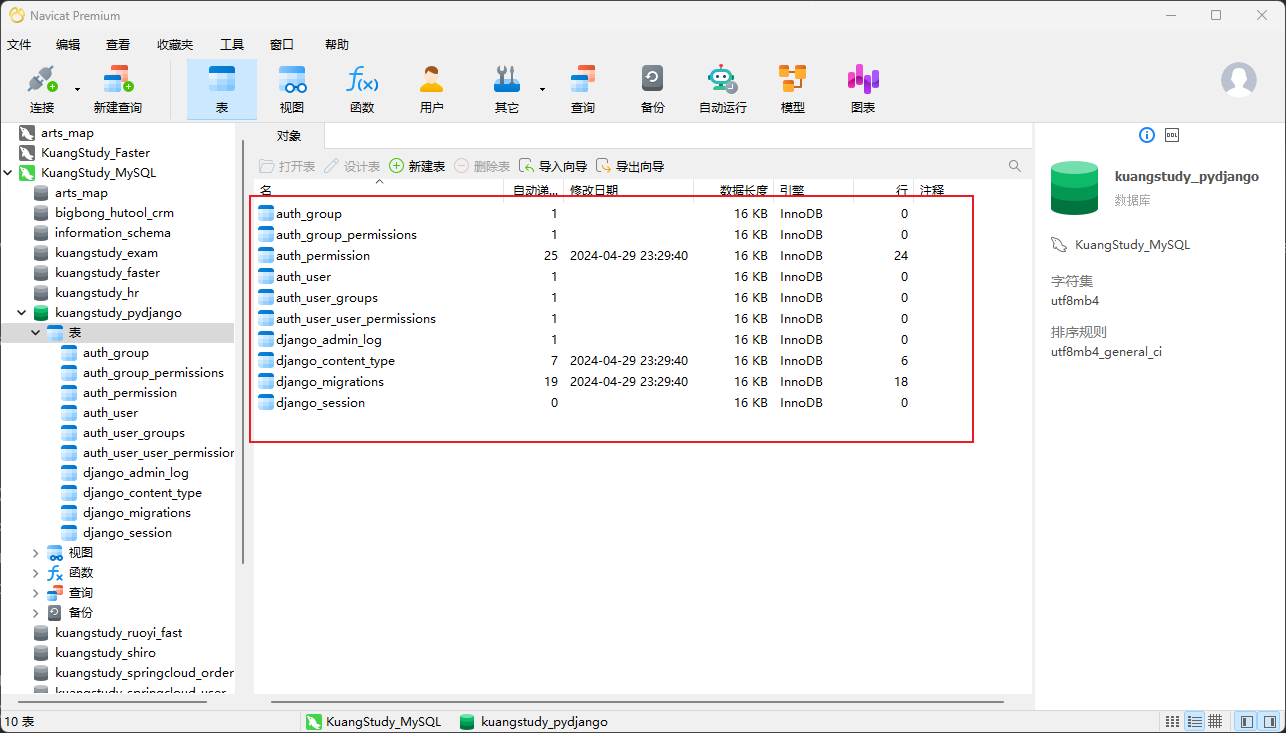 Navicat Premium
文件 编辑 查看 收藏夹 工具 窗口 帮助
连接 新建查询 表 视图 函数 用户 其它 查询 备份 自动运行 模型 图表
arts_map
KuangStudy_Faster
KuangStudy_MySQL
arts_map
bigbong_hutool_crm
information_schema
kuangstudy_exam
kuangstudy_faster
kuangstudy_hr
kuangstudy_pydjango
表
auth_group
auth_group_permissions
auth_permission
auth_user
auth_user_groups
auth_user_user_permission
django_admin_log
django_content_type
django_migrations
django_session
视图
函数
查询
备份
kuangstudy_ruoyi_fast
kuangstudy_shiro
kuangstudy_springcloud_order
kuangstudy_springcloud_user
对象
打开表 设计表 新建表 删除表 导入向导 导出向导
名 自动递... 修改日期 数据长度 引擎 行 注释
auth_group 1 16 KB InnoDB 0
auth_group_permissions 1 16 KB InnoDB 0
auth_permission 25 2024-04-29 23:29:40 16 KB InnoDB 24
auth_user 1 16 KB InnoDB 0
auth_user_groups 1 16 KB InnoDB 0
auth_user_user_permissions 1 16 KB InnoDB 0
django_admin_log 1 16 KB InnoDB 0
django_content_type 7 2024-04-29 23:29:40 16 KB InnoDB 6
django_migrations 19 2024-04-29 23:29:40 16 KB InnoDB 18
django_session 0 16 KB InnoDB 0
DDL
kuangstudy_pydjango
数据库
KuangStudy_MySQL
字符集
utf8mb4
排序规则
utf8mb4_general_ci
10 表 KuangStudy_MySQL kuangstudy_pydjango